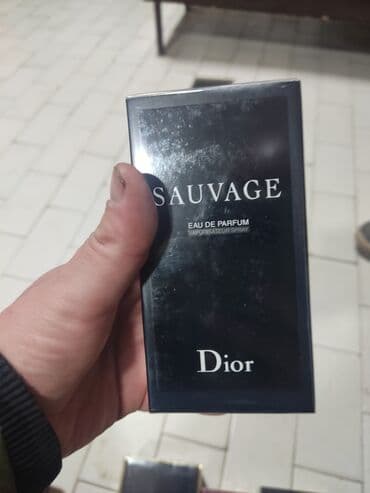 SAUVAGE
EAU DE PARFUM
VAPORISATEUR SPRAY
Dior